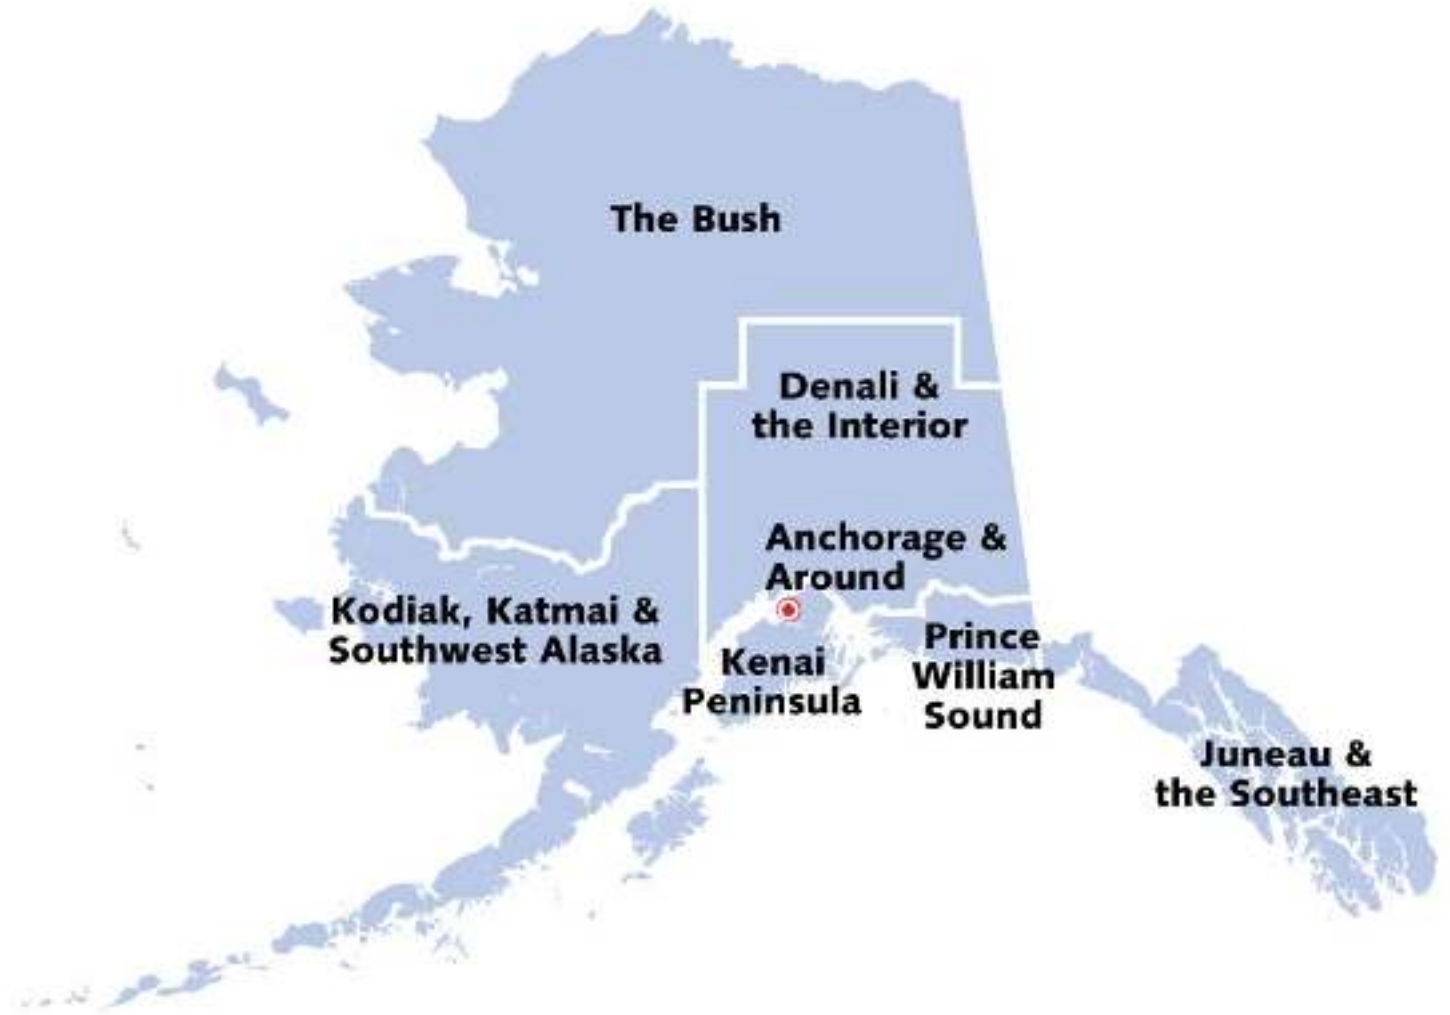 The Bush
Denali &
the Interior
Anchorage &
Around
Kodiak, Katmai &
Southwest Alaska
Kenai
Peninsula
Prince
William
Sound
Juneau &
the Southeast